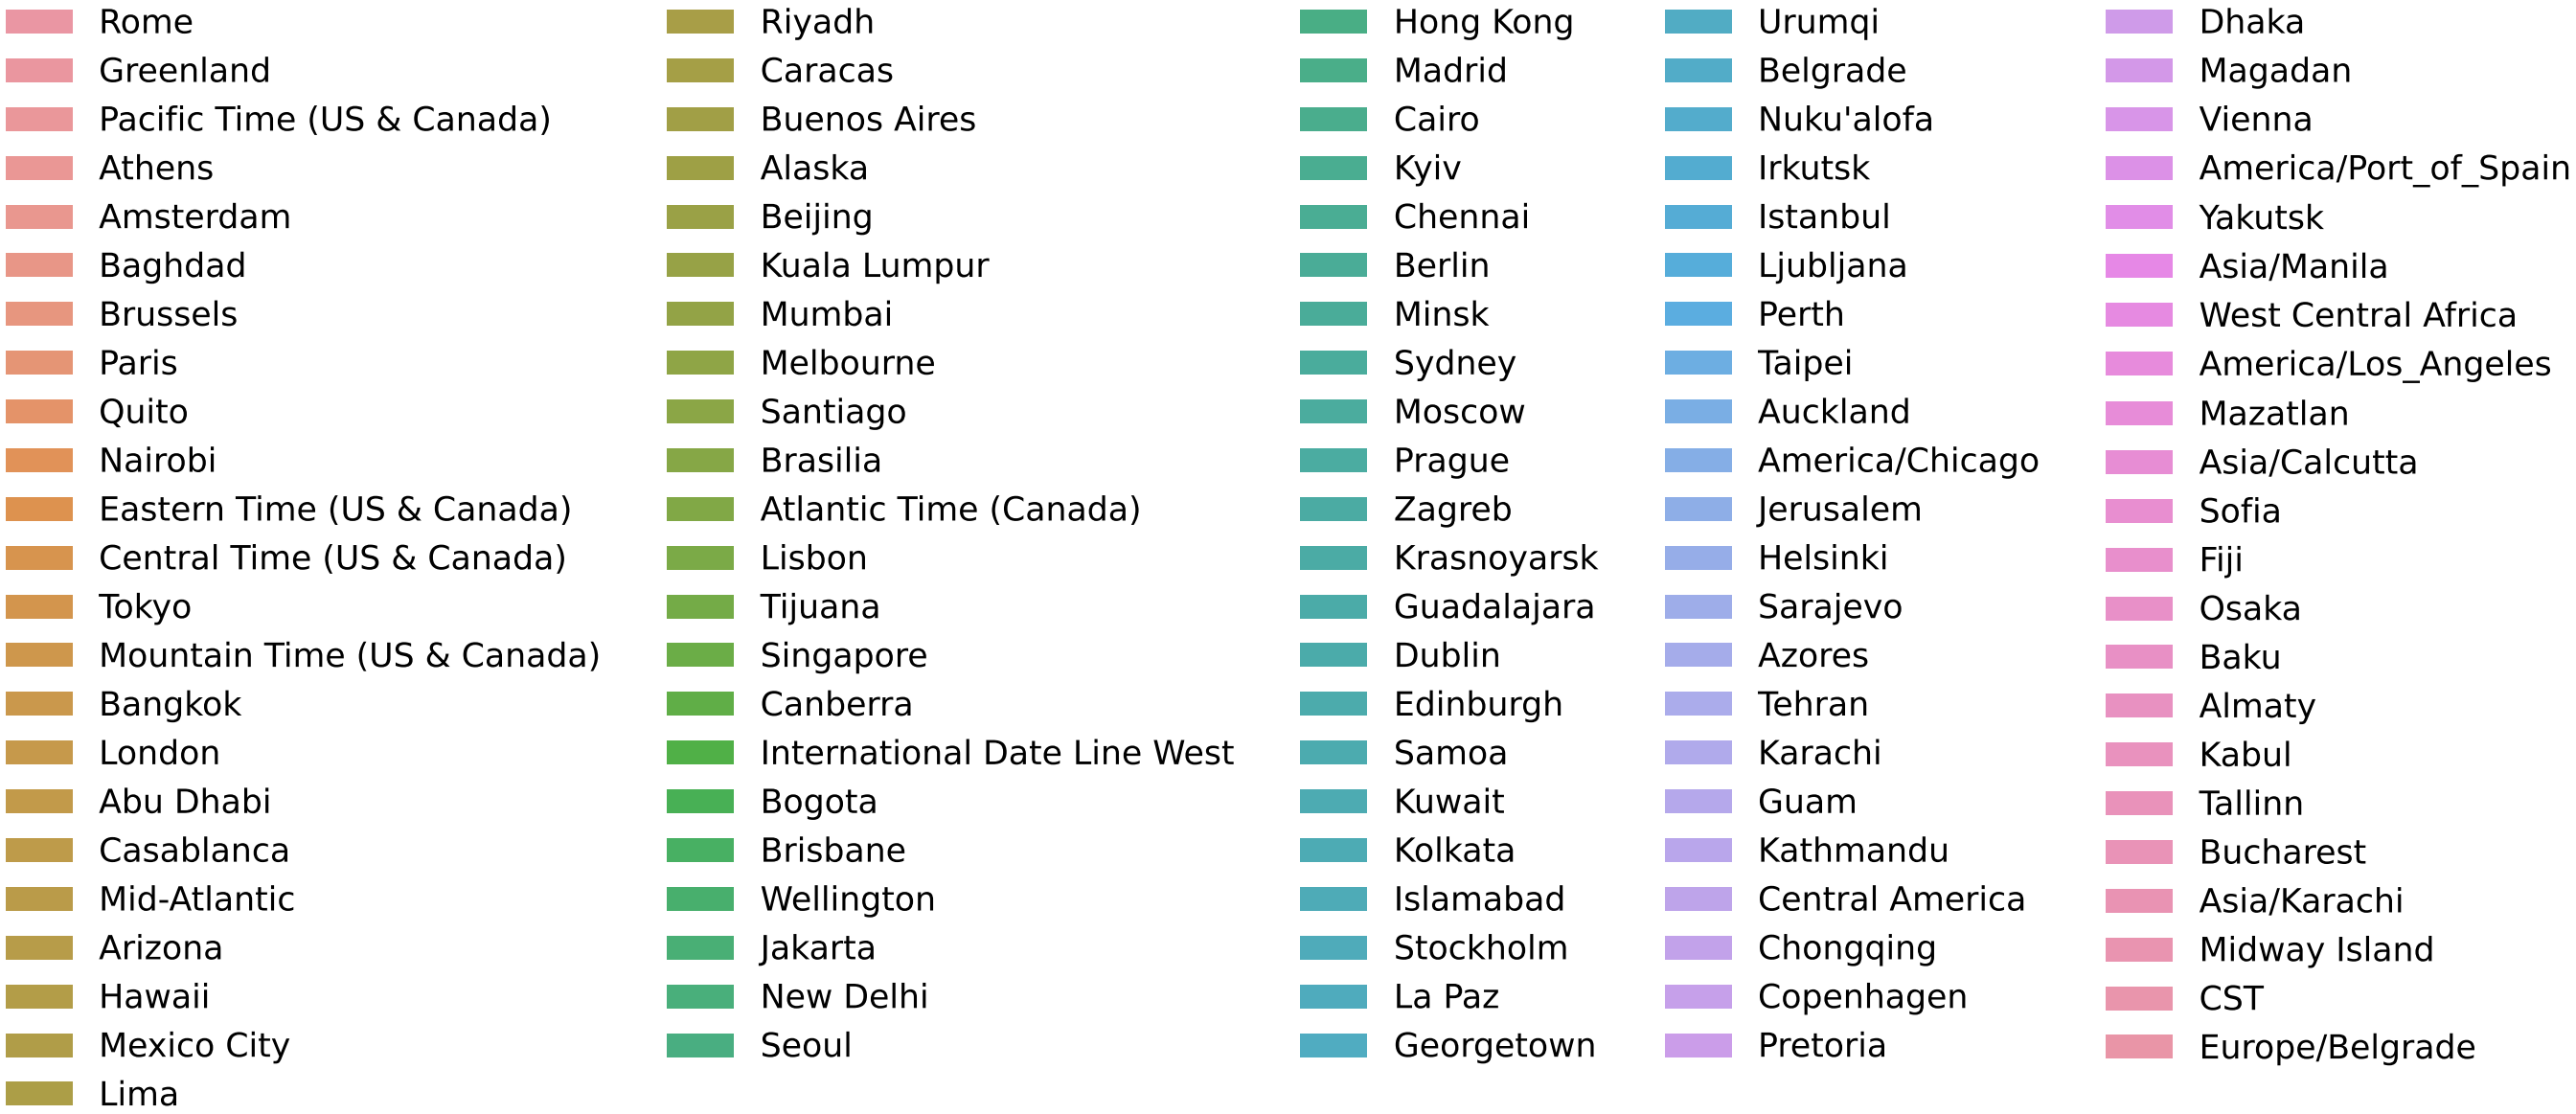 Rome
Greenland
Pacific Time (US & Canada)
Athens
Amsterdam
Baghdad
Brussels
Paris
Quito
Nairobi
Eastern Time (US & Canada)
Central Time (US & Canada)
Tokyo
Mountain Time (US & Canada)
Bangkok
London
Abu Dhabi
Casablanca
Mid-Atlantic
Arizona
Hawaii
Mexico City
Lima
Riyadh
Caracas
Buenos Aires
Alaska
Beijing
Kuala Lumpur
Mumbai
Melbourne
Santiago
Brasilia
Atlantic Time (Canada)
Lisbon
Tijuana
Singapore
Canberra
International Date Line West
Bogota
Brisbane
Wellington
Jakarta
New Delhi
Seoul
Hong Kong
Madrid
Cairo
Kyiv
Chennai
Berlin
Minsk
Sydney
Moscow
Prague
Zagreb
Krasnoyarsk
Guadalajara
Dublin
Edinburgh
Samoa
Kuwait
Kolkata
Islamabad
Stockholm
La Paz
Georgetown
Urumqi
Belgrade
Nuku'alofa
Irkutsk
Istanbul
Ljubljana
Perth
Taipei
Auckland
America/Chicago
Jerusalem
Helsinki
Sarajevo
Azores
Tehran
Karachi
Guam
Kathmandu
Central America
Chongqing
Copenhagen
Pretoria
Dhaka
Magadan
Vienna
America/Port_of_Spain
Yakutsk
Asia/Manila
West Central Africa
America/Los_Angeles
Mazatlan
Asia/Calcutta
Sofia
Fiji
Osaka
Baku
Almaty
Kabul
Tallinn
Bucharest
Asia/Karachi
Midway Island
CST
Europe/Belgrade